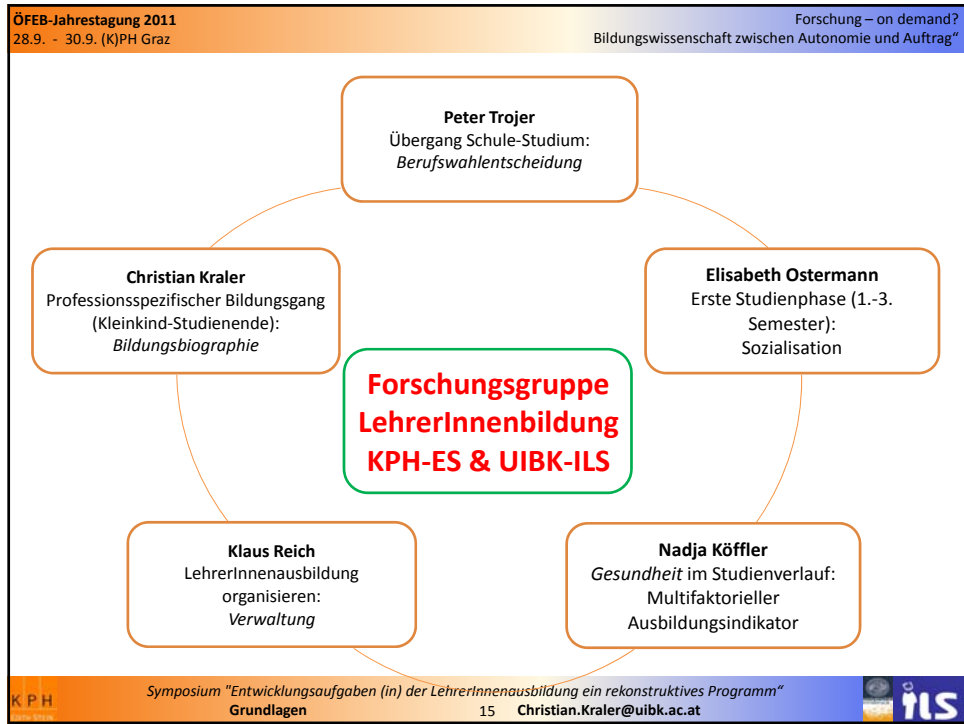 ÖFEB-Jahrestagung 2011
28.9. - 30.9. (K)PH Graz
Forschung – on demand?
Bildungswissenschaft zwischen Autonomie und Auftrag“
Peter Trojer
Übergang Schule-Studium:
Berufswahlentscheidung
Christian Kraler
Professionsspezifischer Bildungsgang
(Kleinkind-Studienende):
Bildungsbiographie
Elisabeth Ostermann
Erste Studienphase (1.-3.
Semester):
Sozialisation
Forschungsgruppe
LehrerInnenbildung
KPH-ES & UIBK-ILS
Klaus Reich
LehrerInnenausbildung
organisieren:
Verwaltung
Nadja Köffler
Gesundheit im Studienverlauf:
Multifaktorieller
Ausbildungsindikator
KPH
EDITH STEIN
Symposium "Entwicklungsaufgaben (in) der LehrerInnenausbildung ein rekonstruktives Programm“
Grundlagen 15 Christian.Kraler@uibk.ac.at
ILS